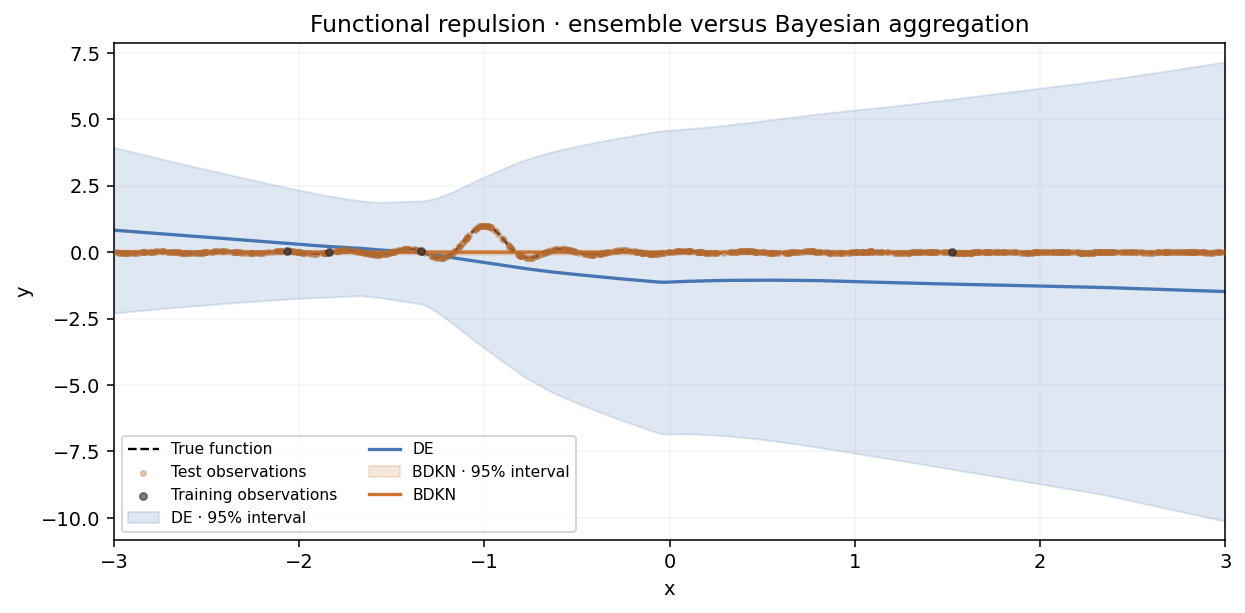 Functional repulsion · ensemble versus Bayesian aggregation
7.5
5.0
2.5
0.0
−2.5
−5.0
−7.5
−10.0
y
True function
Test observations
Training observations
DE · 95% interval
DE
BDKN · 95% interval
BDKN
−3
−2
−1
0
1
2
3
x